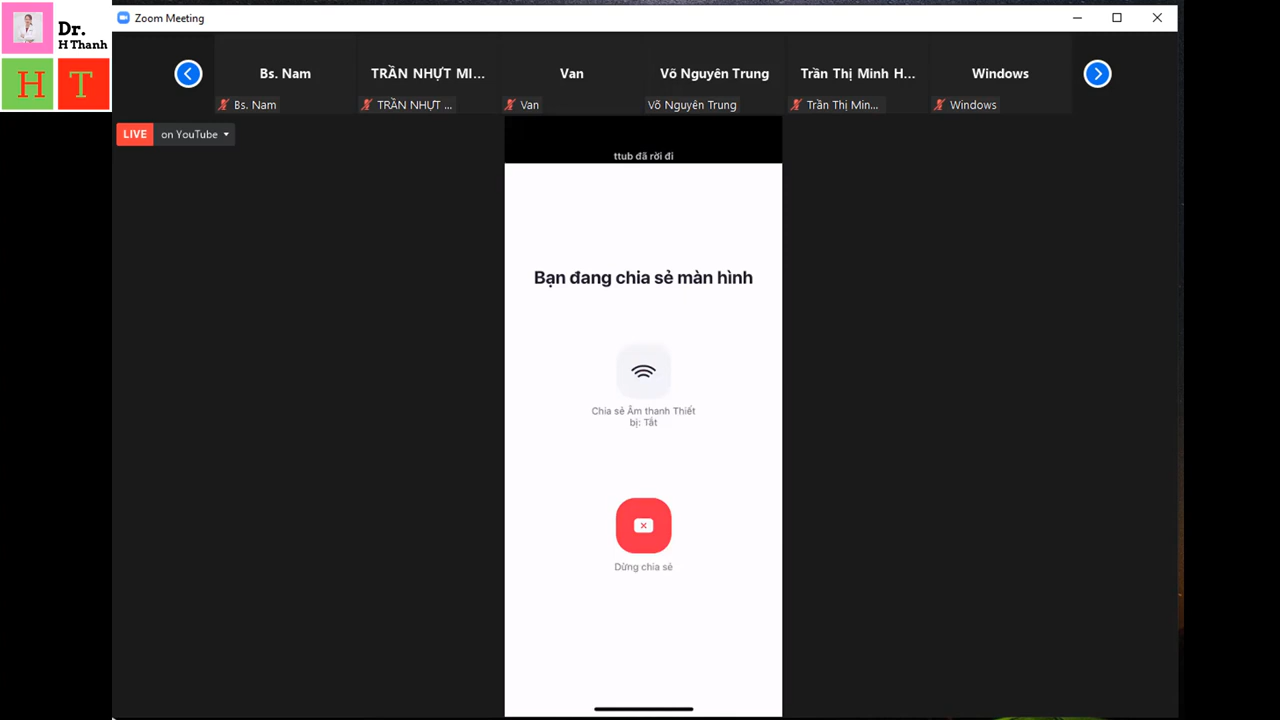 Dr.
H Thanh
H T
Zoom Meeting
Bs. Nam
TRẦN NHỰT MI...
Van
Võ Nguyên Trung
Trần Thị Minh H...
Windows
Bs. Nam
TRẦN NHỰT ...
Van
Võ Nguyên Trung
Trần Thị Min...
Windows
LIVE on YouTube
ttub đã rời đi
Bạn đang chia sẻ màn hình
Chia sẻ Âm thanh Thiết
bị: Tắt
Dừng chia sẻ